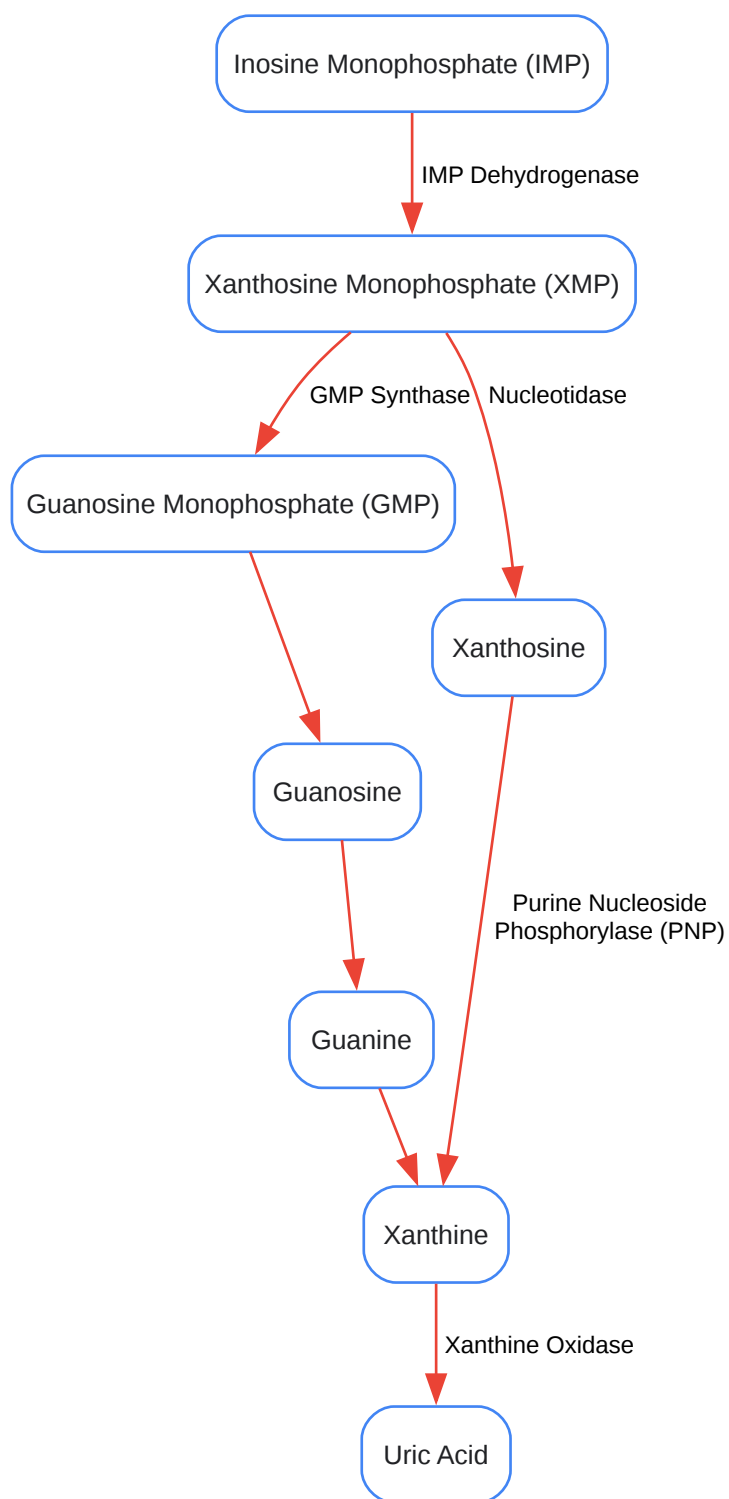 Inosine Monophosphate (IMP)
IMP Dehydrogenase
Xanthosine Monophosphate (XMP)
GMP Synthase
Nucleotidase
Guanosine Monophosphate (GMP)
Xanthosine
Guanosine
Purine Nucleoside
Phosphorylase (PNP)
Guanine
Xanthine
Xanthine Oxidase
Uric Acid